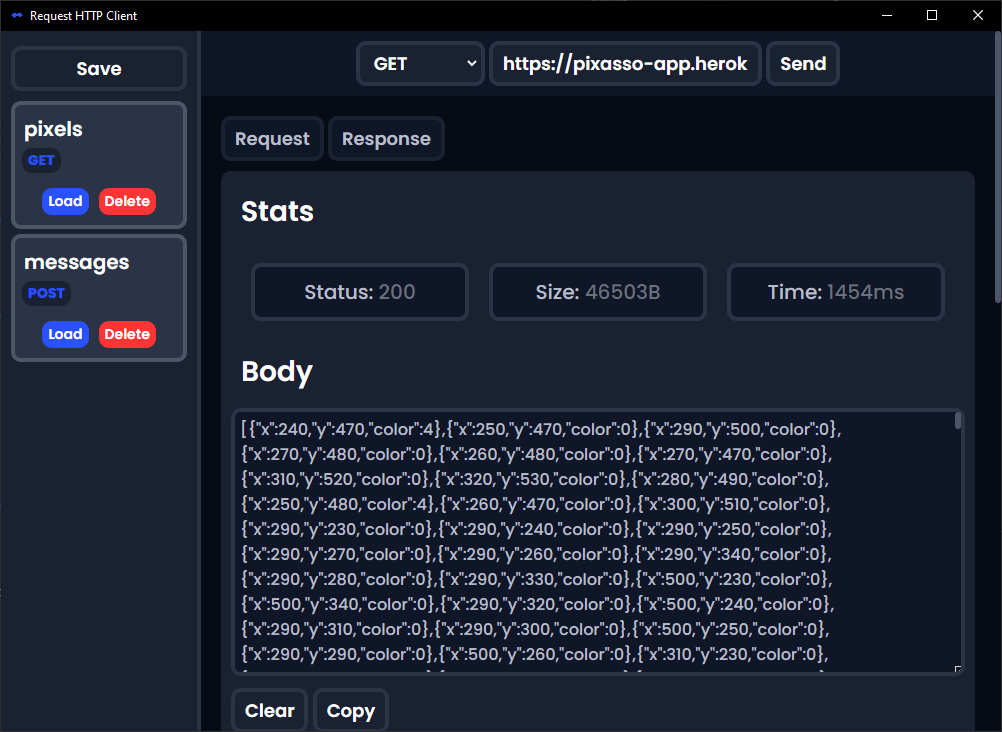 Request HTTP Client
Save
pixels
GET
Load Delete
messages
POST
Load Delete
GET https://pixasso-app.herok Send
Request Response
Stats
Status: 200 Size: 46503B Time: 1454ms
Body
[{"x":240,"y":470,"color":4},{"x":250,"y":470,"color":0},{"x":290,"y":500,"color":0},
{"x":270,"y":480,"color":0},{"x":260,"y":480,"color":0},{"x":270,"y":470,"color":0},
{"x":310,"y":520,"color":0},{"x":320,"y":530,"color":0},{"x":280,"y":490,"color":0},
{"x":250,"y":480,"color":4},{"x":260,"y":470,"color":0},{"x":300,"y":510,"color":0},
{"x":290,"y":230,"color":0},{"x":290,"y":240,"color":0},{"x":290,"y":250,"color":0},
{"x":290,"y":270,"color":0},{"x":290,"y":260,"color":0},{"x":290,"y":340,"color":0},
{"x":290,"y":280,"color":0},{"x":290,"y":330,"color":0},{"x":500,"y":230,"color":0},
{"x":500,"y":340,"color":0},{"x":290,"y":320,"color":0},{"x":500,"y":240,"color":0},
{"x":290,"y":310,"color":0},{"x":290,"y":300,"color":0},{"x":500,"y":250,"color":0},
{"x":290,"y":290,"color":0},{"x":500,"y":260,"color":0},{"x":310,"y":230,"color":0},
Clear Copy